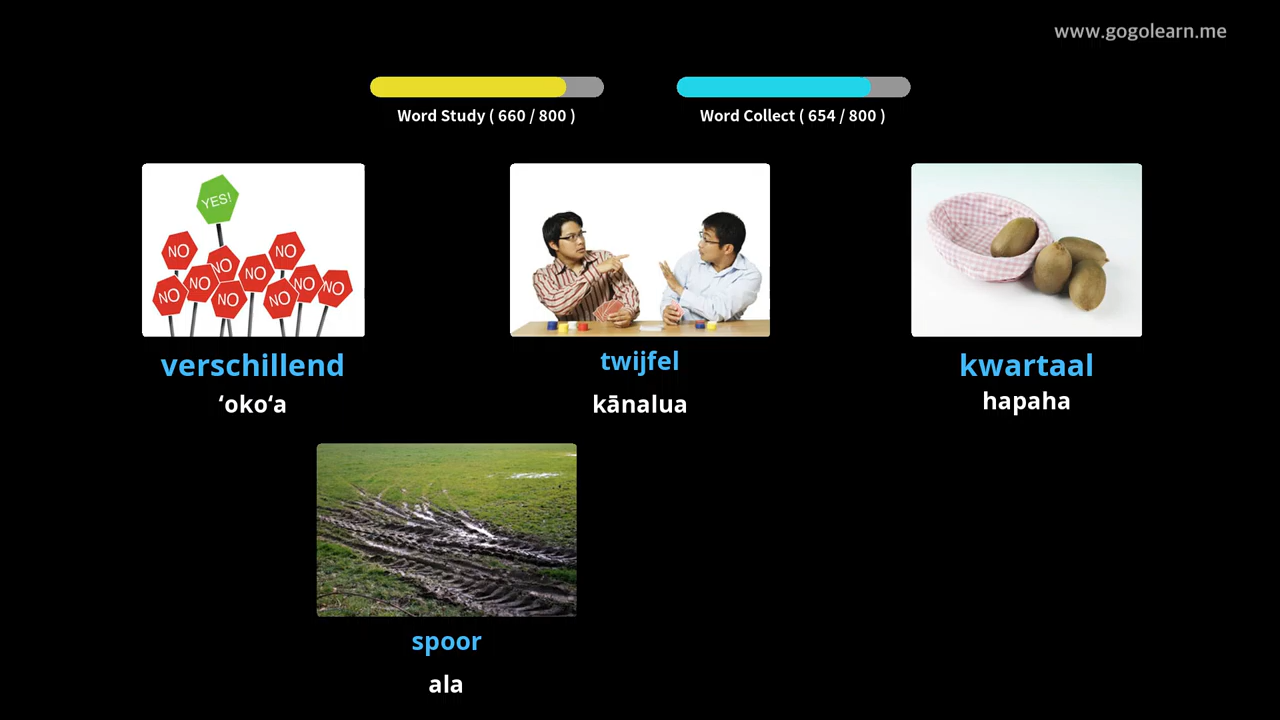 www.gogolearn.me
Word Study ( 660 / 800 )
Word Collect ( 654 / 800 )
YES!
NO
NO
NO
NO
NO
NO
NO
NO
NO
NO
verschillend
twijfel
kwartaal
ʻokoʻa
kānalua
hapaha
spoor
ala